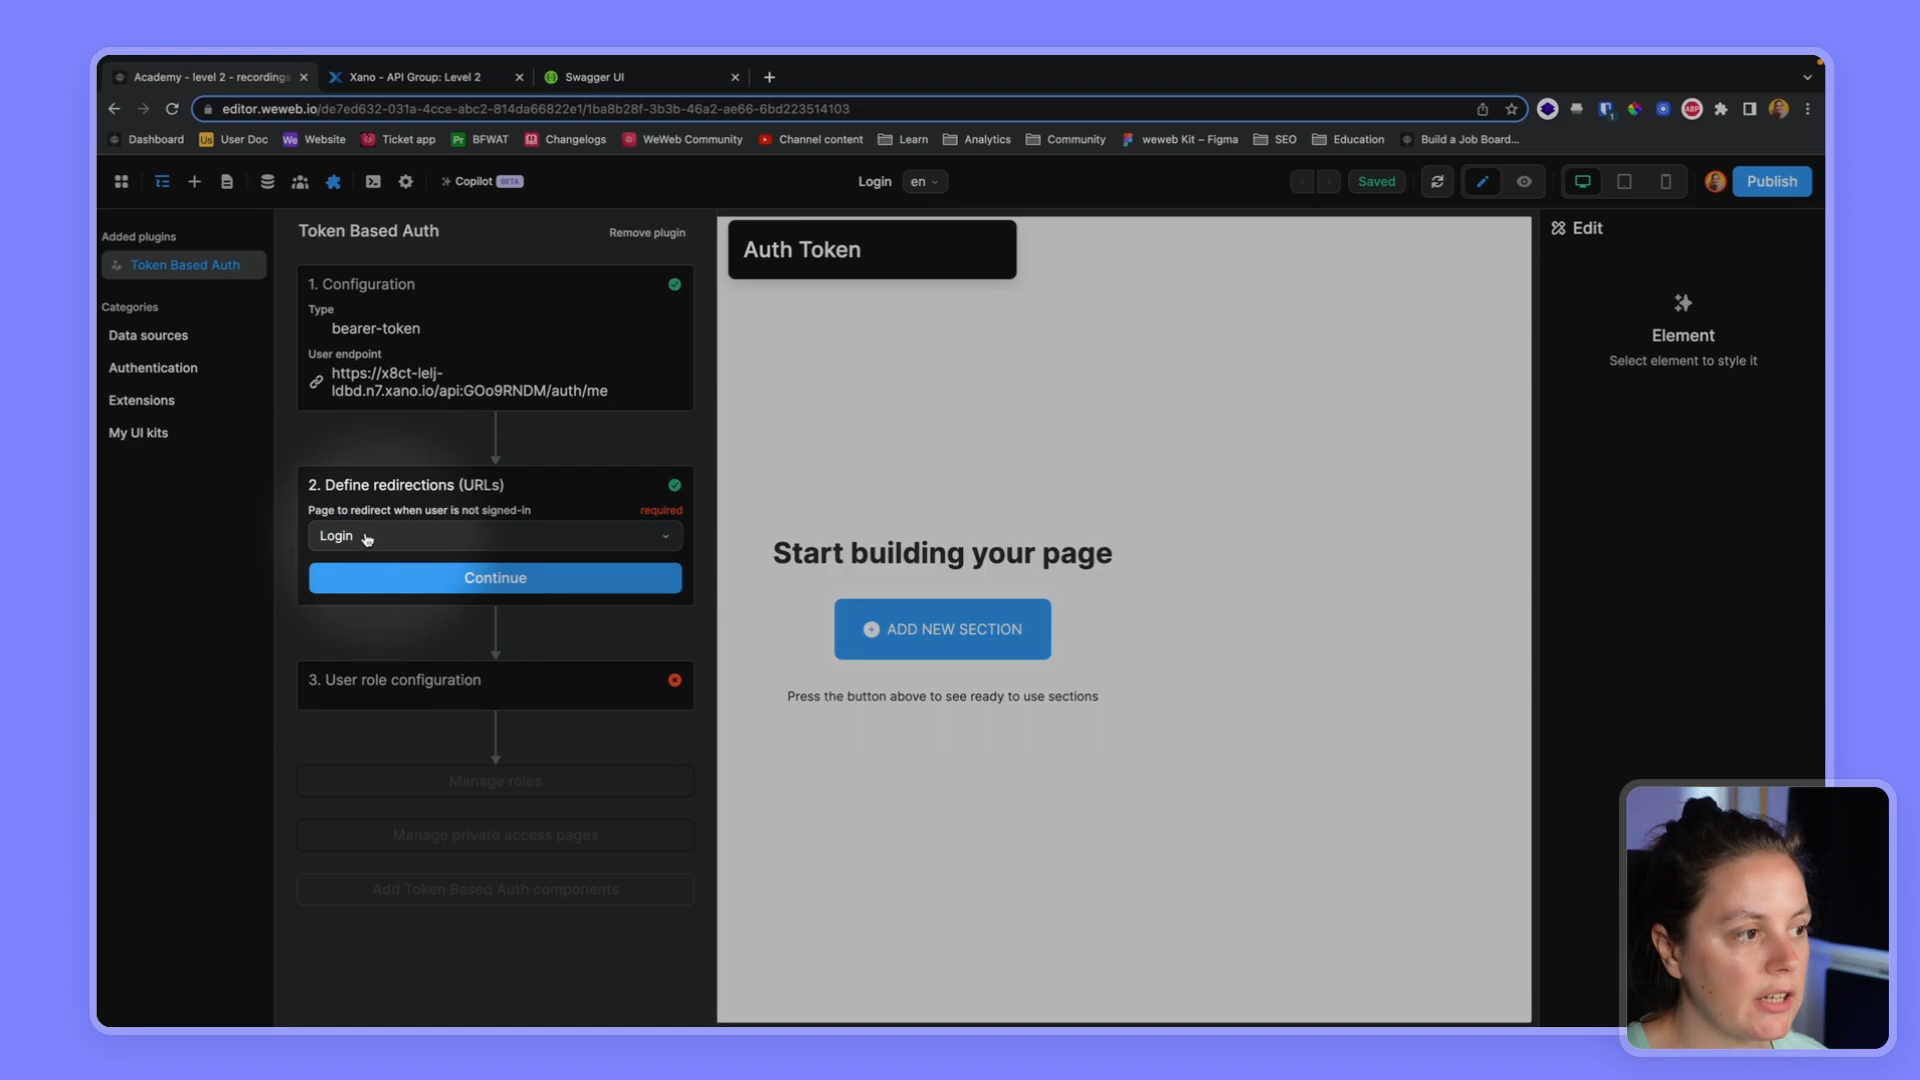 Academy - level 2 - recordings
Xano - API Group: Level 2
Swagger UI
editor.weweb.io/de7ed632-031a-4cce-abc2-814da66822e1/1ba8b28f-3b3b-46a2-ae66-6bd223514103
Dashboard
Us User Doc
We Website
Ticket app
Pr BFWAT
Changelogs
WeWeb Community
Channel content
Learn
Analytics
Community
weweb Kit – Figma
SEO
Education
Build a Job Board...
Copilot BETA
Login
en
Saved
Publish
Added plugins
Token Based Auth
Categories
Data sources
Authentication
Extensions
My UI kits
Token Based Auth
Remove plugin
1. Configuration
Type
bearer-token
User endpoint
https://x8ct-lelj-
ldbd.n7.xano.io/api:GOo9RNDM/auth/me
2. Define redirections (URLs)
Page to redirect when user is not signed-in
required
Login
Continue
3. User role configuration
Manage roles
Manage private access pages
Add Token Based Auth components
Auth Token
Start building your page
ADD NEW SECTION
Press the button above to see ready to use sections
Edit
Element
Select element to style it